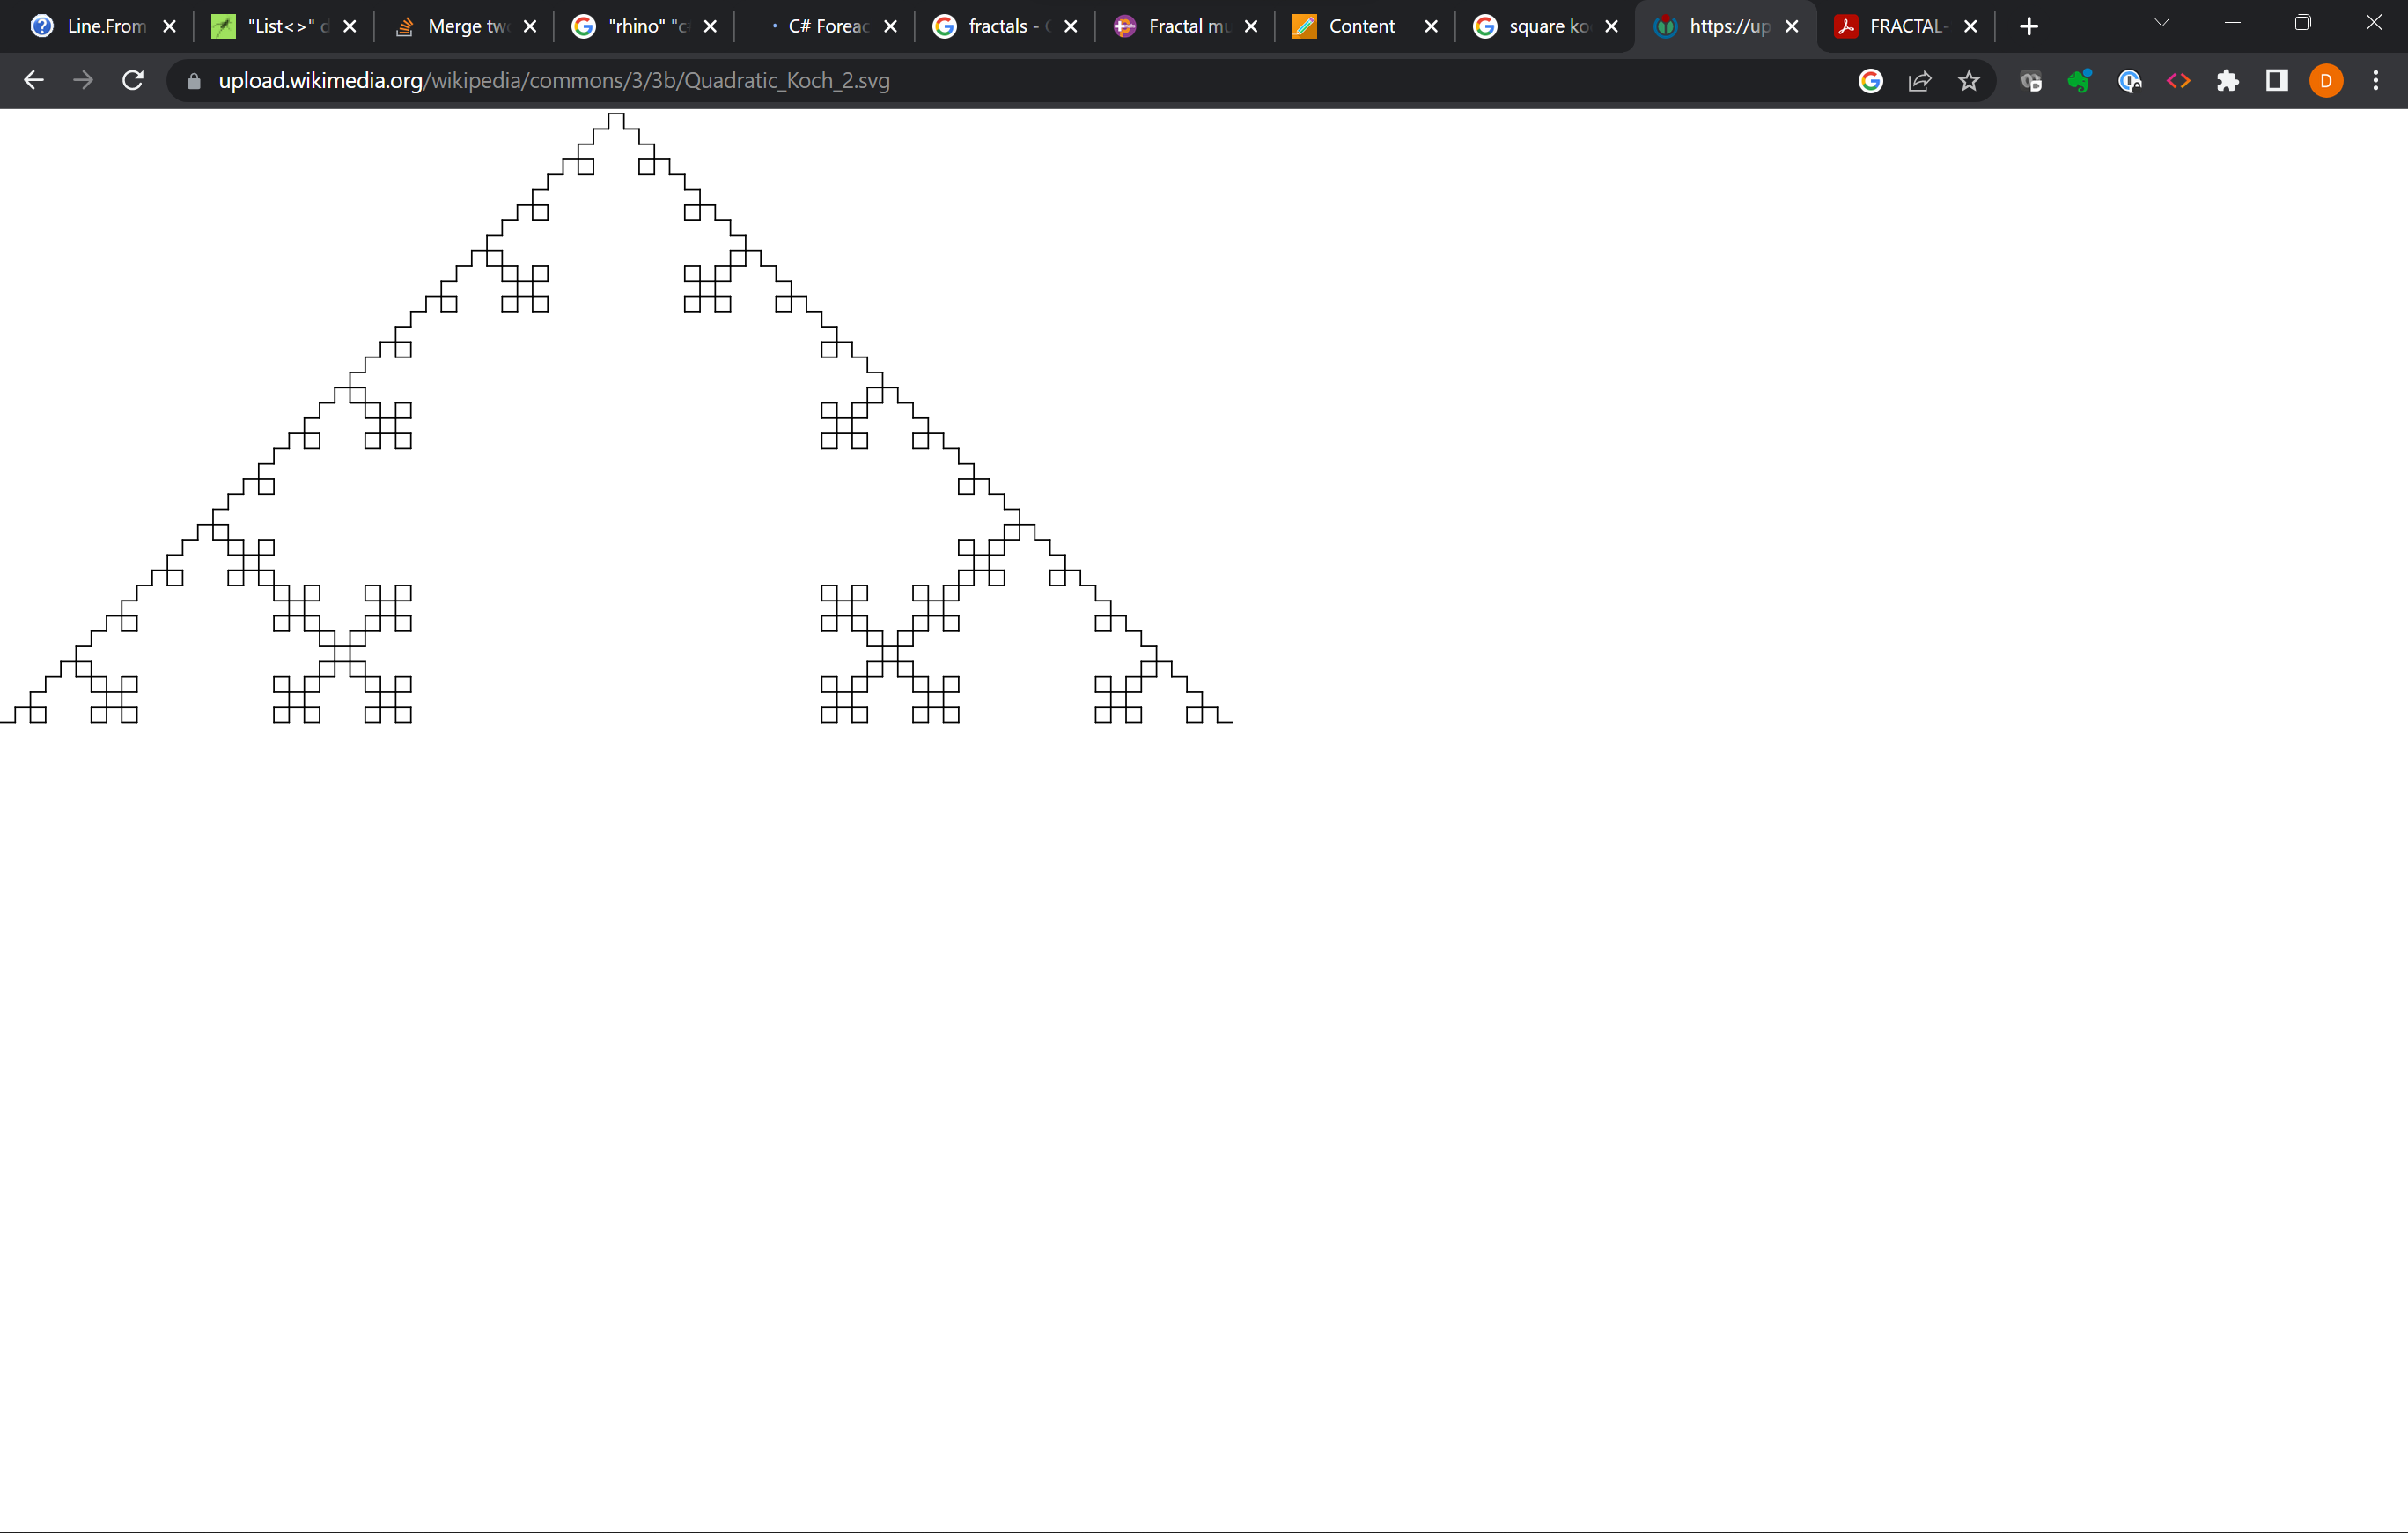 Line.From "List<>" d Merge tw "rhino" "c C# Foreac fractals - Fractal mu Content square ko https://up FRACTAL-
upload.wikimedia.org/wikipedia/commons/3/3b/Quadratic_Koch_2.svg D